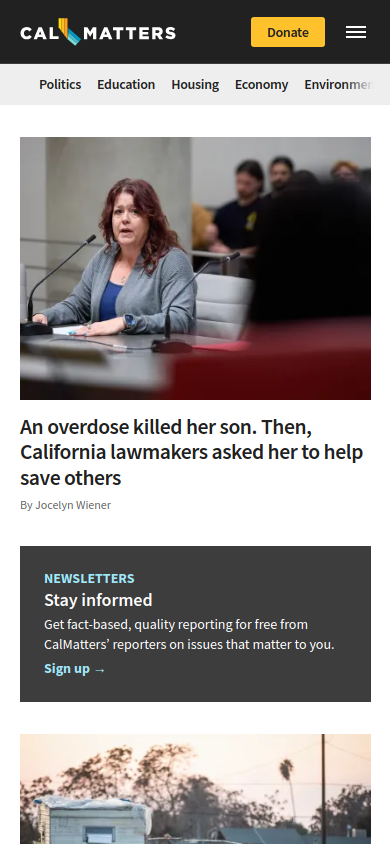 CALMATTERS
Donate
Politics Education Housing Economy Environmen
An overdose killed her son. Then,
California lawmakers asked her to help
save others
By Jocelyn Wiener
NEWSLETTERS
Stay informed
Get fact-based, quality reporting for free from
CalMatters’ reporters on issues that matter to you.
Sign up →